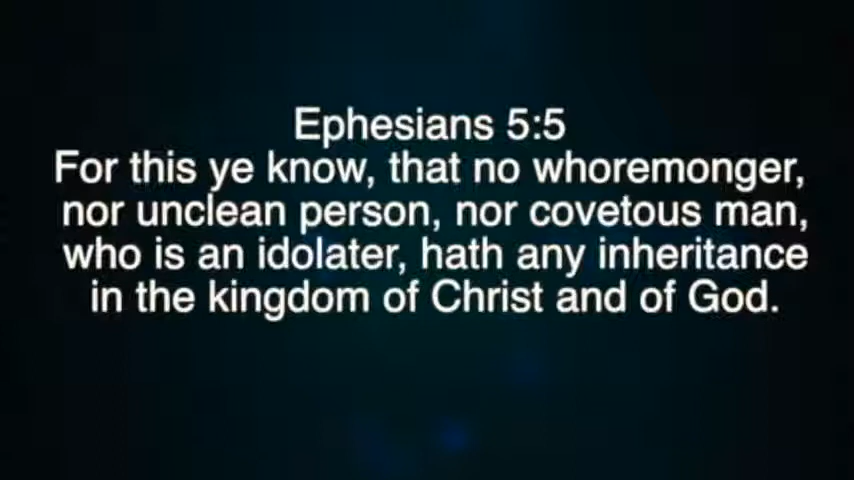 Ephesians 5:5
For this ye know, that no whoremonger,
nor unclean person, nor covetous man,
who is an idolater, hath any inheritance
in the kingdom of Christ and of God.